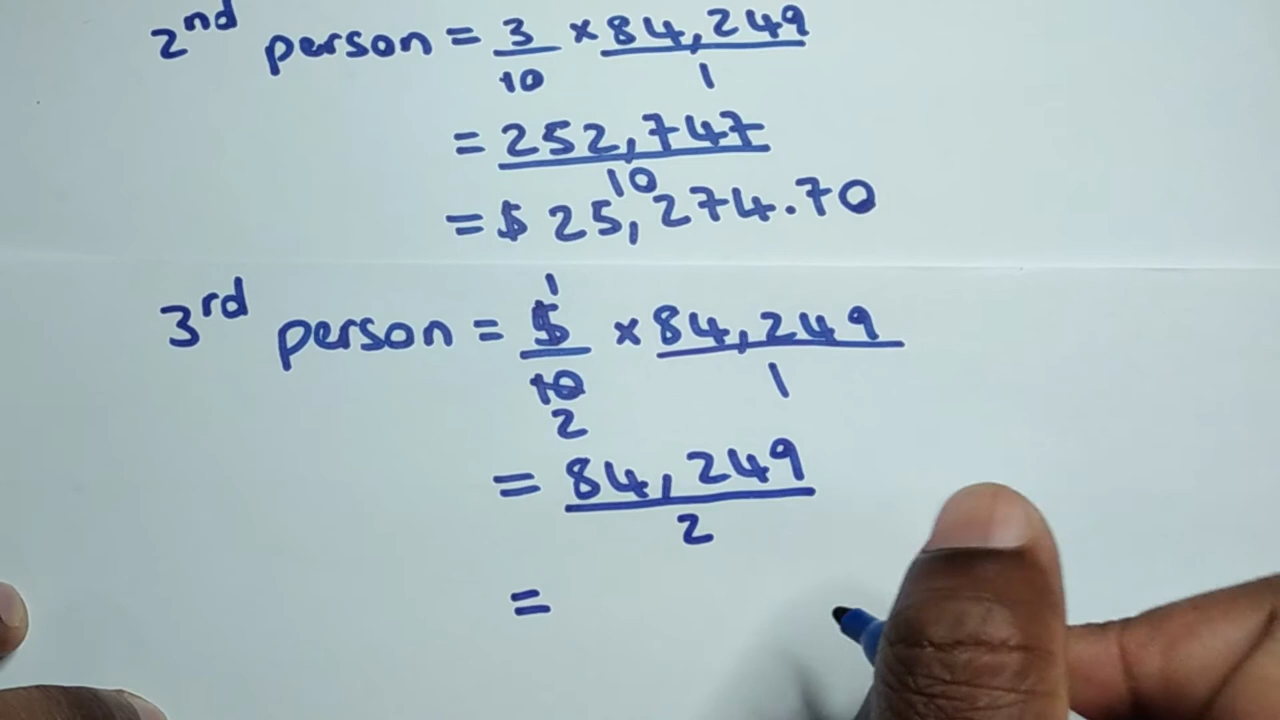 2nd person = 3/10 × 84,249/1
= 252,747/10
= $ 25,274.70
3rd person = 5/10 × 84,249/1
1
2
= 84,249/2
=